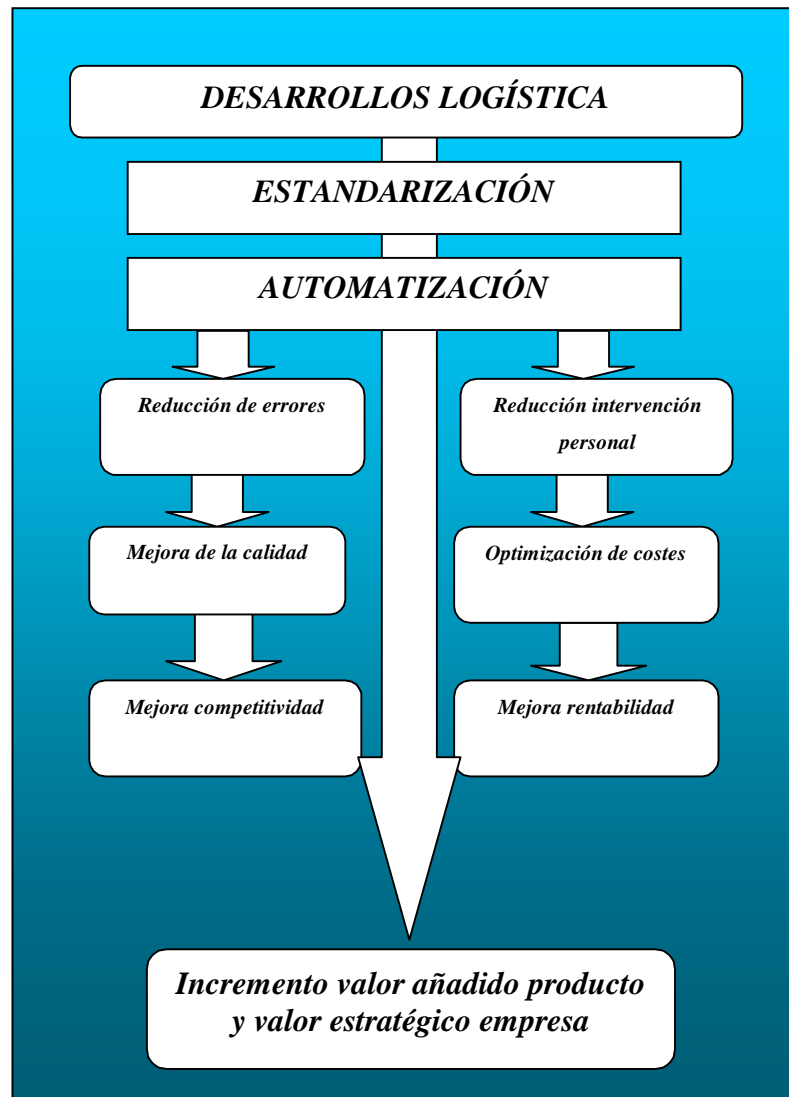 DESARROLLOS LOGÍSTICA
ESTANDARIZACIÓN
AUTOMATIZACIÓN
Reducción de errores
Reducción intervención
personal
Mejora de la calidad
Optimización de costes
Mejora competitividad
Mejora rentabilidad
Incremento valor añadido producto
y valor estratégico empresa